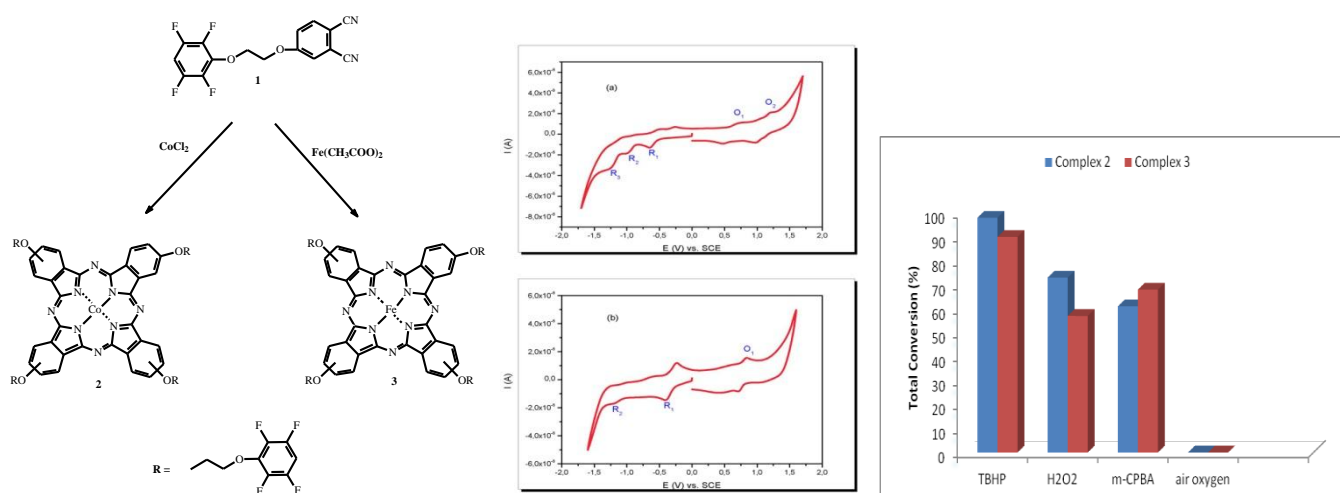 F
F
F
F
O
O
CN
CN
1
CoCl2
Fe(CH3COO)2
RO
OR
N
N
N
N
N
N
N
N
Co
RO
OR
2
RO
OR
N
N
N
N
N
N
N
N
Fe
RO
OR
3
R =
O
F
F
F
F
(a)
I (A)
6,0x10-6
4,0x10-6
2,0x10-6
0,0
-2,0x10-6
-4,0x10-6
-6,0x10-6
-8,0x10-6
O1
O2
R1
R2
R3
-2,0 -1,5 -1,0 -0,5 0,0 0,5 1,0 1,5 2,0
E (V) vs. SCE
(b)
I (A)
6,0x10-6
4,0x10-6
2,0x10-6
0,0
-2,0x10-6
-4,0x10-6
-6,0x10-6
O1
R1
R2
-2,0 -1,5 -1,0 -0,5 0,0 0,5 1,0 1,5 2,0
E (V) vs. SCE
Complex 2 Complex 3
Total Conversion (%)
100
90
80
70
60
50
40
30
20
10
0
TBHP H2O2 m-CPBA air oxygen